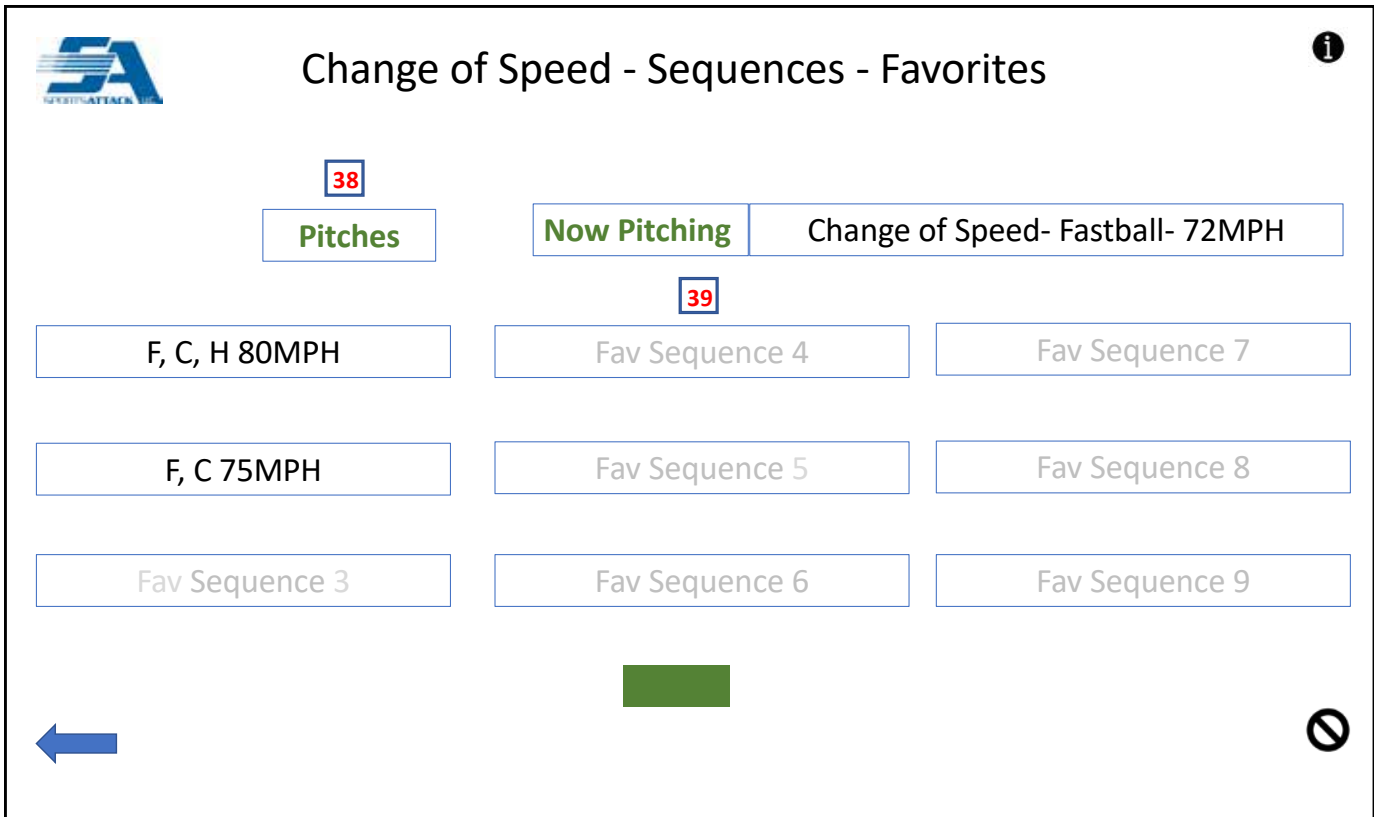 SPORTS ATTACK
Change of Speed - Sequences - Favorites
38
Pitches
Now Pitching
Change of Speed- Fastball- 72MPH
39
F, C, H 80MPH
Fav Sequence 4
Fav Sequence 7
F, C 75MPH
Fav Sequence 5
Fav Sequence 8
Fav Sequence 3
Fav Sequence 6
Fav Sequence 9